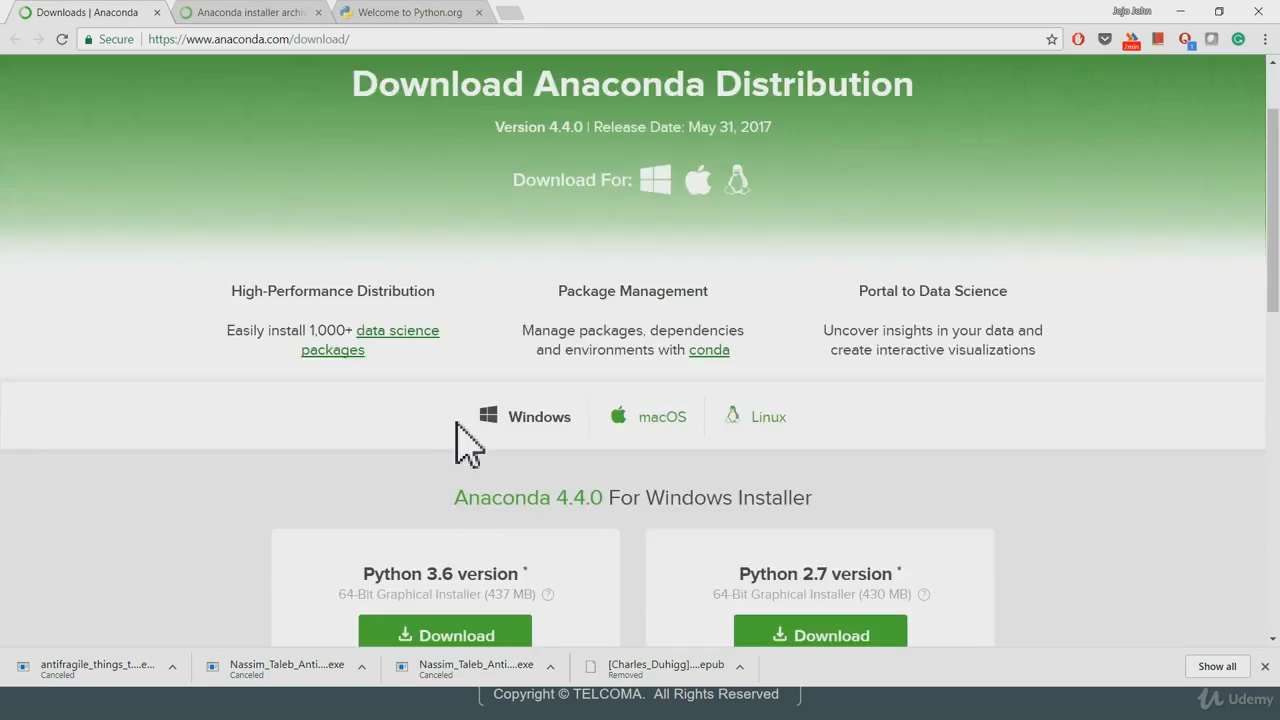 Downloads | Anaconda
Anaconda installer archi
Welcome to Python.org
Jojo John
Secure
https://www.anaconda.com/download/
2min
1
Download Anaconda Distribution
Version 4.4.0 | Release Date: May 31, 2017
Download For:
High-Performance Distribution
Easily install 1,000+ data science
packages
Package Management
Manage packages, dependencies
and environments with conda
Portal to Data Science
Uncover insights in your data and
create interactive visualizations
Windows
macOS
Linux
Anaconda 4.4.0 For Windows Installer
Python 3.6 version *
64-Bit Graphical Installer (437 MB) ?
Download
Python 2.7 version *
64-Bit Graphical Installer (430 MB) ?
Download
antifragile_things_t....e...
Canceled
Nassim_Taleb_Anti....exe
Canceled
Nassim_Taleb_Anti....exe
Canceled
[Charles_Duhigg]....epub
Removed
Show all
Copyright © TELCOMA. All Rights Reserved
Udemy